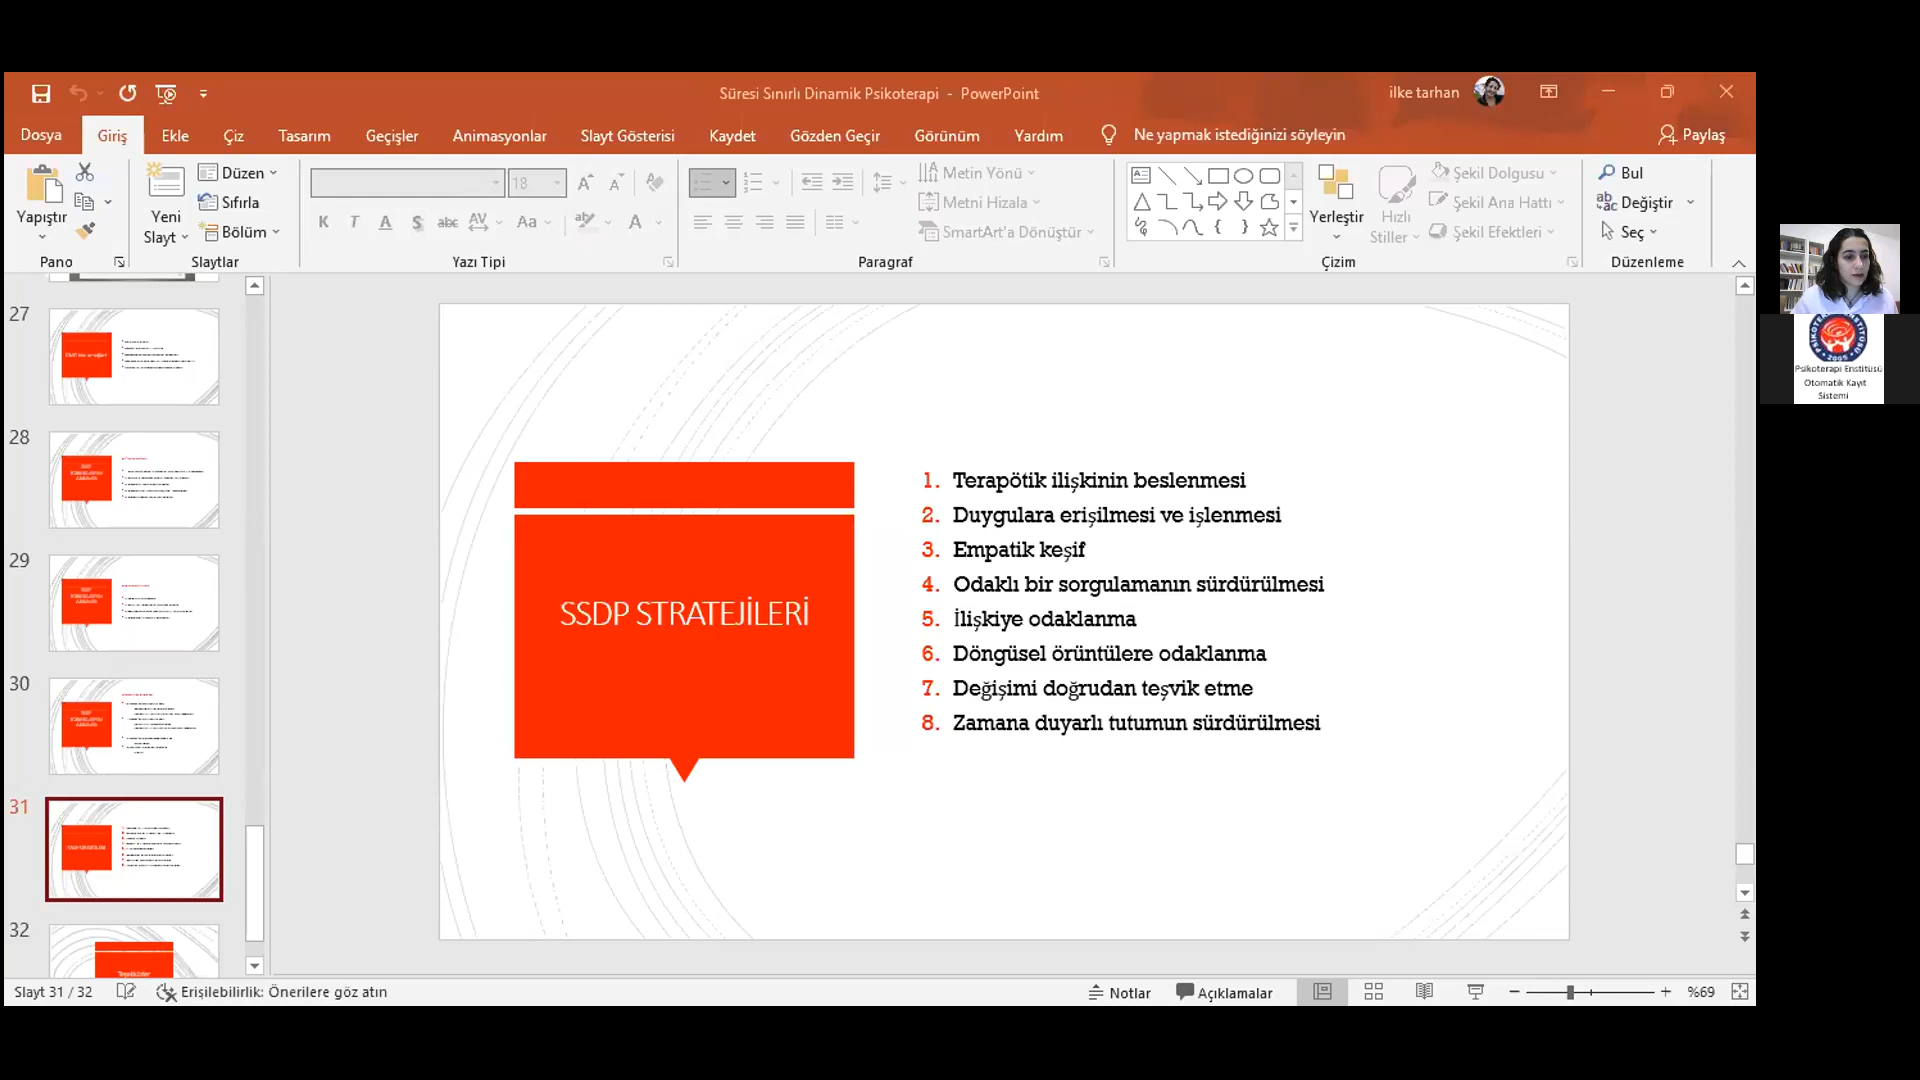 Süresi Sınırlı Dinamik Psikoterapi - PowerPoint
ilke tarhan
Dosya
Giriş
Ekle
Çiz
Tasarım
Geçişler
Animasyonlar
Slayt Gösterisi
Kaydet
Gözden Geçir
Görünüm
Yardım
Ne yapmak istediğinizi söyleyin
Paylaş
Yapıştır
Pano
Yeni
Slayt
Düzen
Sıfırla
Bölüm
Slaytlar
18
K T A S abc AV Aa A
Yazı Tipi
Metin Yönü
Metni Hizala
SmartArt'a Dönüştür
Paragraf
Yerleştir
Hızlı
Stiller
Şekil Dolgusu
Şekil Ana Hattı
Şekil Efektleri
Çizim
Bul
Değiştir
Seç
Düzenleme
27
28
29
30
31
32
SSDP STRATEJİLERİ
1. Terapötik ilişkinin beslenmesi
2. Duygulara erişilmesi ve işlenmesi
3. Empatik keşif
4. Odaklı bir sorgulamanın sürdürülmesi
5. İlişkiye odaklanma
6. Döngüsel örüntülere odaklanma
7. Değişimi doğrudan teşvik etme
8. Zamana duyarlı tutumun sürdürülmesi
2005
Psikoterapi Enstitüsü
Otomatik Kayıt
Sistemi
Slayt 31 / 32
Erişilebilirlik: Önerilere göz atın
Notlar
Açıklamalar
%69